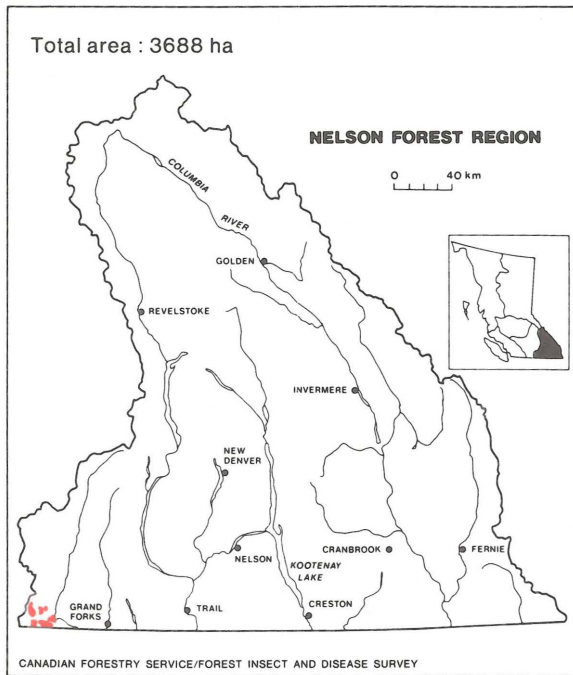 Total area : 3688 ha
NELSON FOREST REGION
0 40 km
COLUMBIA
RIVER
GOLDEN
REVELSTOKE
INVERMERE
NEW
DENVER
NELSON
KOOTENAY
LAKE
CRANBROOK
FERNIE
GRAND
FORKS
TRAIL
CRESTON
CANADIAN FORESTRY SERVICE/FOREST INSECT AND DISEASE SURVEY